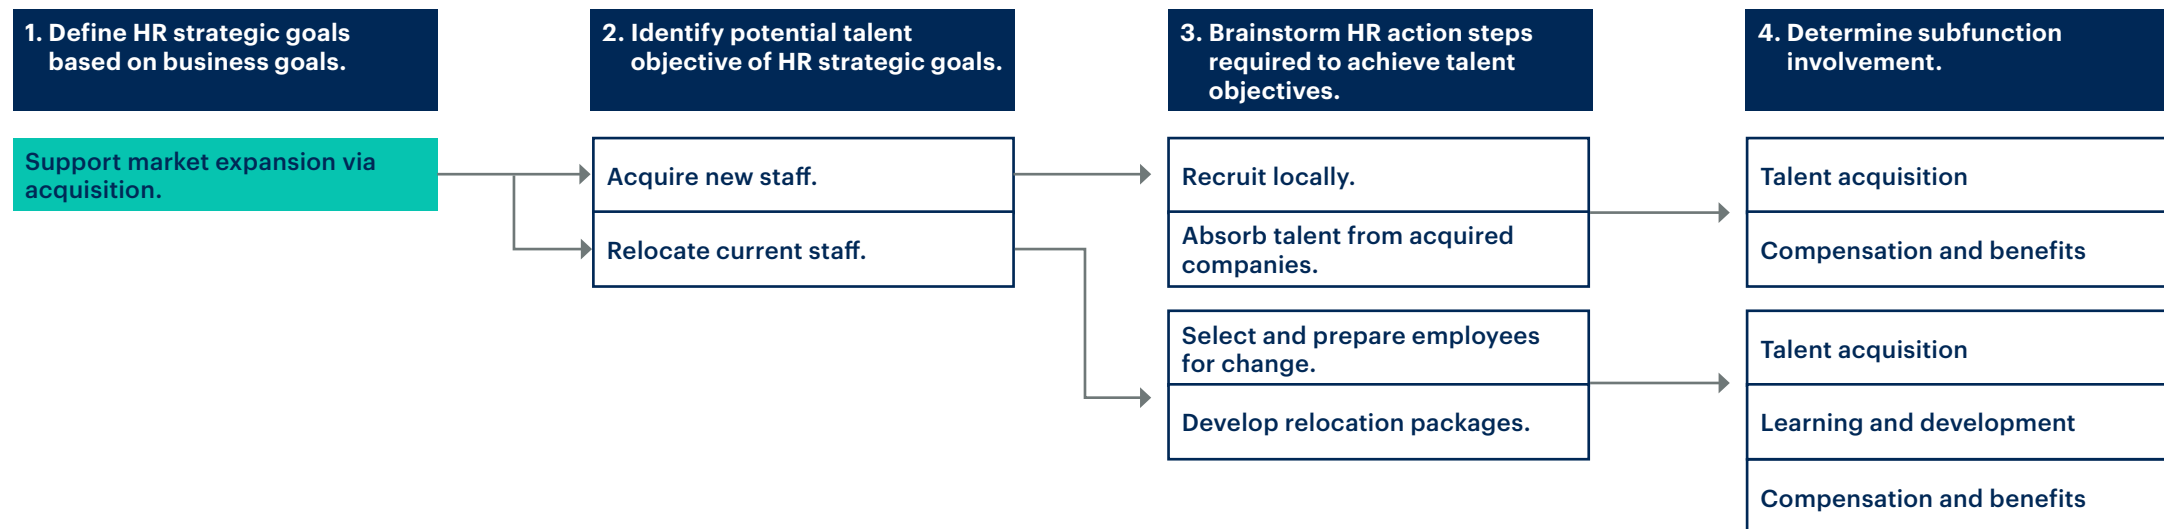 1. Define HR strategic goals
based on business goals.
2. Identify potential talent
objective of HR strategic goals.
3. Brainstorm HR action steps
required to achieve talent
objectives.
4. Determine subfunction
involvement.
Support market expansion via
acquisition.
Acquire new staff.
Relocate current staff.
Recruit locally.
Absorb talent from acquired
companies.
Talent acquisition
Compensation and benefits
Select and prepare employees
for change.
Develop relocation packages.
Talent acquisition
Learning and development
Compensation and benefits